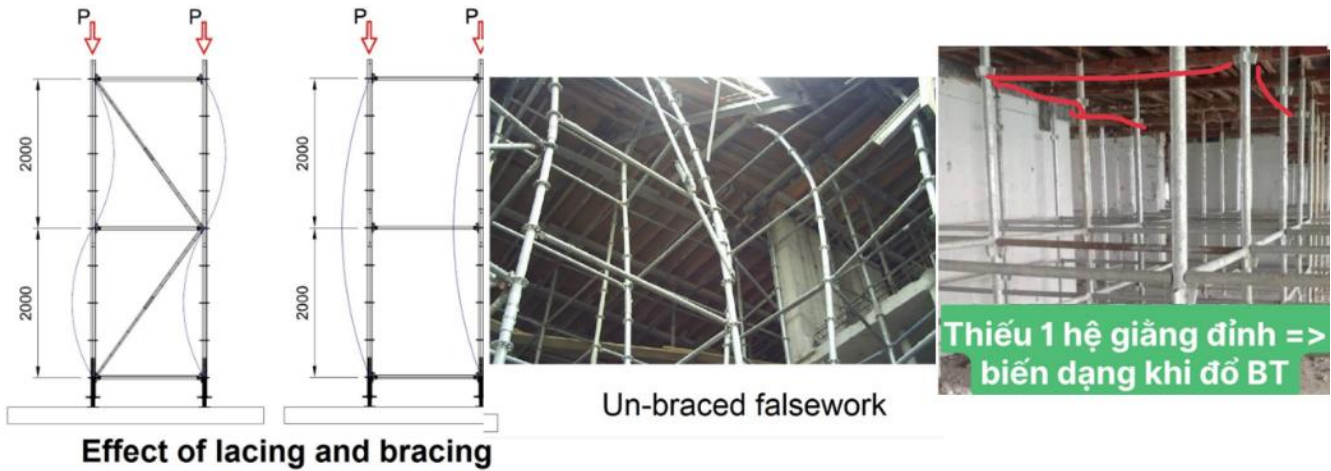 P
P
P
P
2000
2000
2000
2000
Effect of lacing and bracing
Un-braced falsework
Thiếu 1 hệ giằng đỉnh =>
biến dạng khi đổ BT